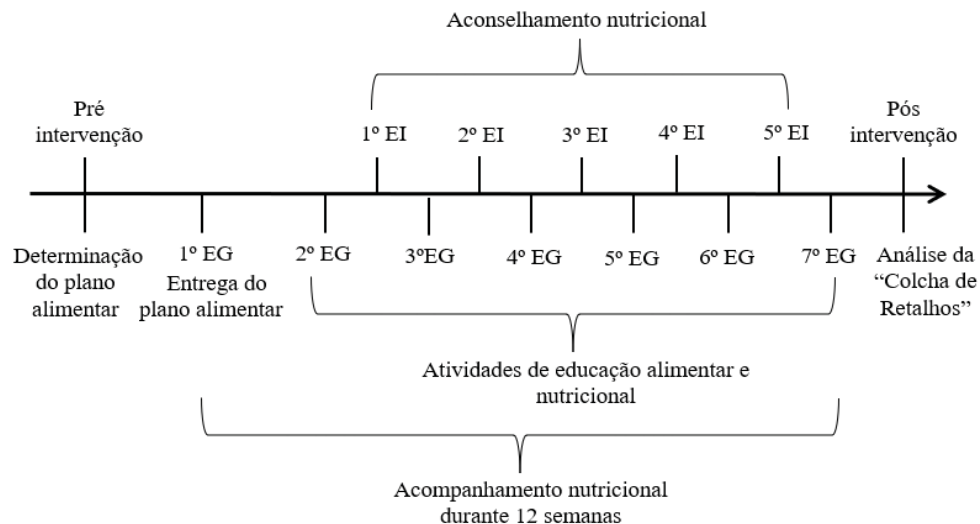 Aconselhamento nutricional
Pré
intervenção
1º EI
2º EI
3º EI
4º EI
5º EI
Pós
intervenção
Determinação
do plano
alimentar
1º EG
Entrega do
plano alimentar
2º EG
3ºEG
4º EG
5º EG
6º EG
7º EG
Análise da
“Colcha de
Retalhos”
Atividades de educação alimentar e
nutricional
Acompanhamento nutricional
durante 12 semanas